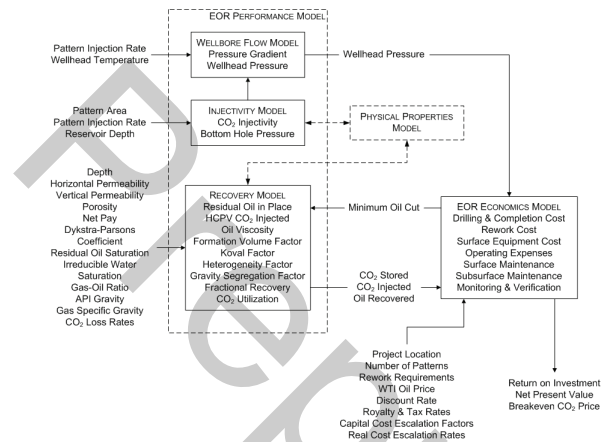 EOR PERFORMANCE MODEL
Pattern Injection Rate
Wellhead Temperature
WELLBORE FLOW MODEL
Pressure Gradient
Wellhead Pressure
Wellhead Pressure
Pattern Area
Pattern Injection Rate
Reservoir Depth
INJECTIVITY MODEL
CO2 Injectivity
Bottom Hole Pressure
PHYSICAL PROPERTIES
MODEL
Depth
Horizontal Permeability
Vertical Permeability
Porosity
Net Pay
Dykstra-Parsons
Coefficient
Residual Oil Saturation
Irreducible Water
Saturation
Gas-Oil Ratio
API Gravity
Gas Specific Gravity
CO2 Loss Rates
RECOVERY MODEL
Residual Oil in Place
HCPV CO2 Injected
Oil Viscosity
Formation Volume Factor
Koval Factor
Heterogeneity Factor
Gravity Segregation Factor
Fractional Recovery
CO2 Utilization
Minimum Oil Cut
CO2 Stored
CO2 Injected
Oil Recovered
EOR ECONOMICS MODEL
Drilling & Completion Cost
Rework Cost
Surface Equipment Cost
Operating Expenses
Surface Maintenance
Subsurface Maintenance
Monitoring & Verification
Project Location
Number of Patterns
Rework Requirements
WTI Oil Price
Discount Rate
Royalty & Tax Rates
Capital Cost Escalation Factors
Real Cost Escalation Rates
Return on Investment
Net Present Value
Breakeven CO2 Price